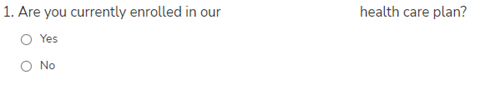 1. Are you currently enrolled in our health care plan?
Yes
No